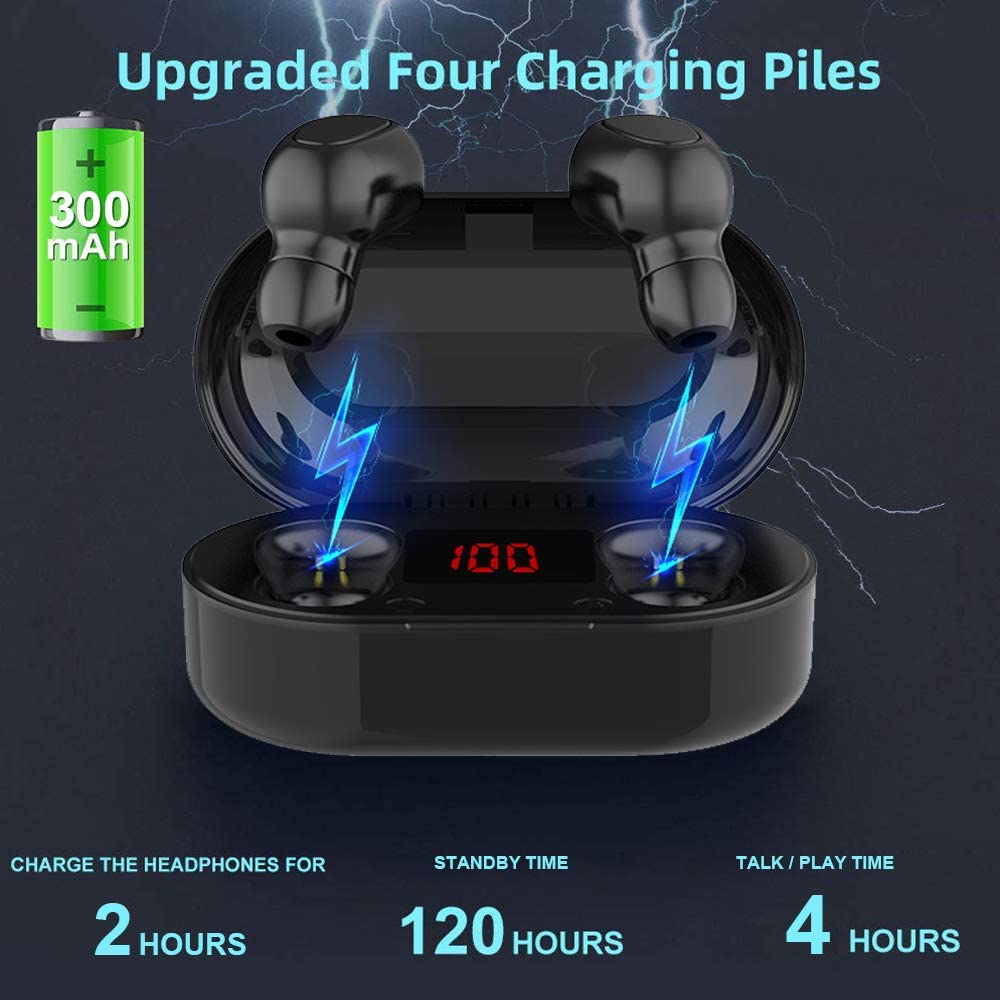 Upgraded Four Charging Piles
+
300
mAh
-
100
CHARGE THE HEADPHONES FOR
2 HOURS
STANDBY TIME
120 HOURS
TALK / PLAY TIME
4 HOURS